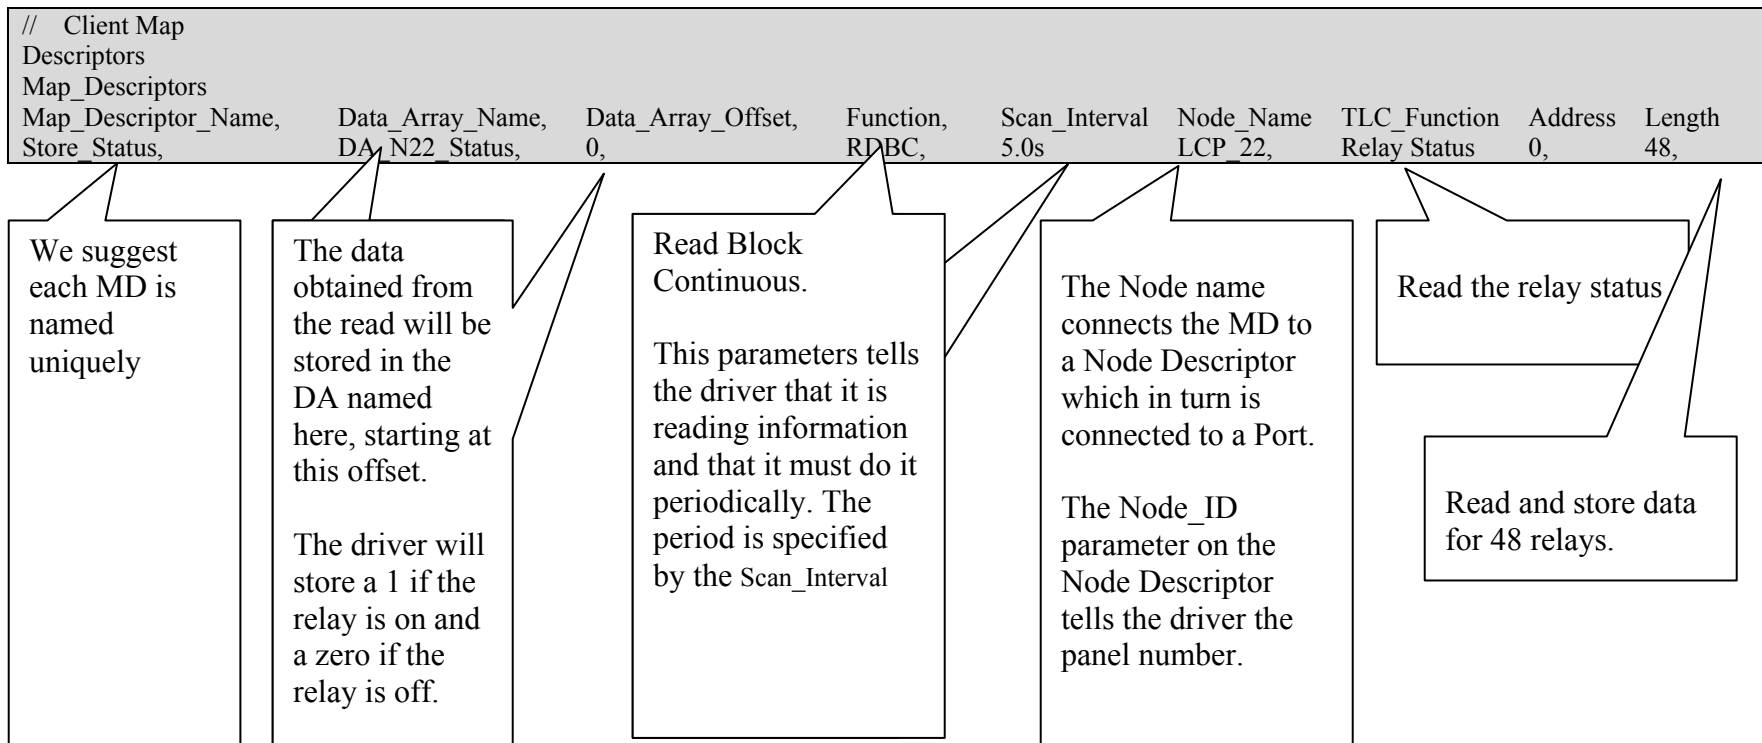 // Client Map
Descriptors
Map_Descriptors
Map_Descriptor_Name, Data_Array_Name, Data_Array_Offset, Function, Scan_Interval Node_Name TLC_Function Address Length
Store_Status, DA_N22_Status, 0, RDBC, 5.0s LCP_22, Relay Status 0, 48,
We suggest
each MD is
named
uniquely
The data
obtained from
the read will be
stored in the
DA named
here, starting at
this offset.
The driver will
store a 1 if the
relay is on and
a zero if the
relay is off.
Read Block
Continuous.
This parameters tells
the driver that it is
reading information
and that it must do it
periodically. The
period is specified
by the Scan_Interval
The Node name
connects the MD to
a Node Descriptor
which in turn is
connected to a Port.
The Node_ID
parameter on the
Node Descriptor
tells the driver the
panel number.
Read the relay status
Read and store data
for 48 relays.